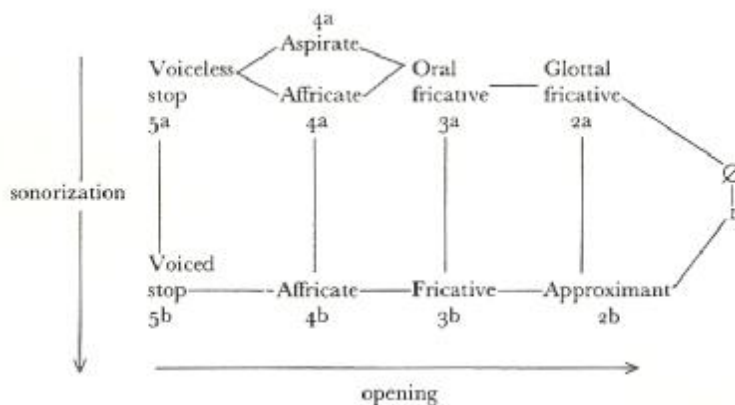 4a
Aspirate
Voiceless Oral Glottal
stop Affricate fricative fricative
5a 4a 3a 2a
Ø
sonorization
1
Voiced
stop Affricate Fricative Approximant
5b 4b 3b 2b
opening